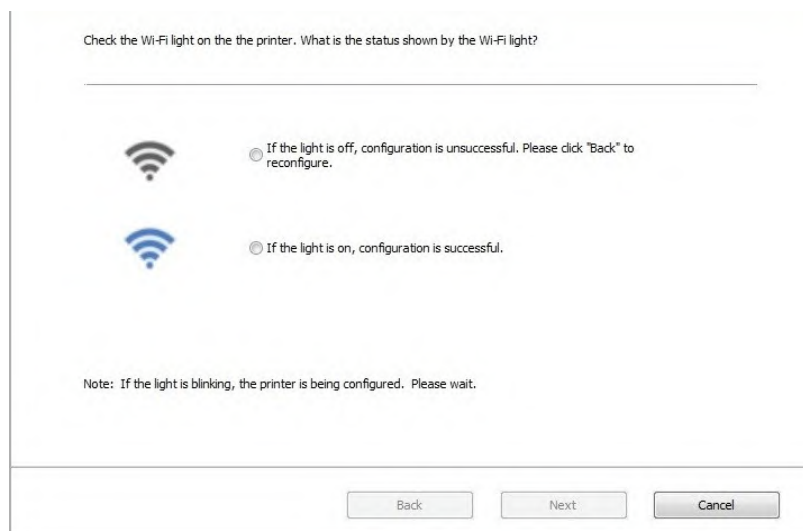 Check the Wi-Fi light on the the printer. What is the status shown by the Wi-Fi light?
If the light is off, configuration is unsuccessful. Please click "Back" to
reconfigure.
If the light is on, configuration is successful.
Note: If the light is blinking, the printer is being configured. Please wait.
Back
Next
Cancel